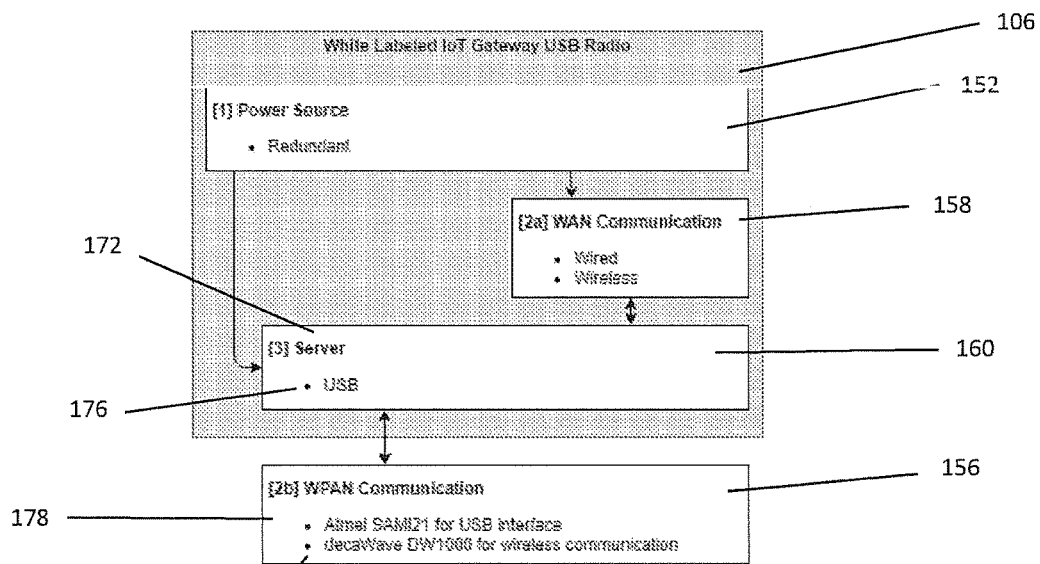 106
White Labeled IoT Gateway USB Radio
152
[1] Power Source
• Redundant
158
[2a] WAN Communication
• Wired
• Wireless
172
[3] Server
160
• USB
176
156
[2b] WPAN Communication
178
• Atmel for USB interface
• decaWave DW1000 for wireless communication